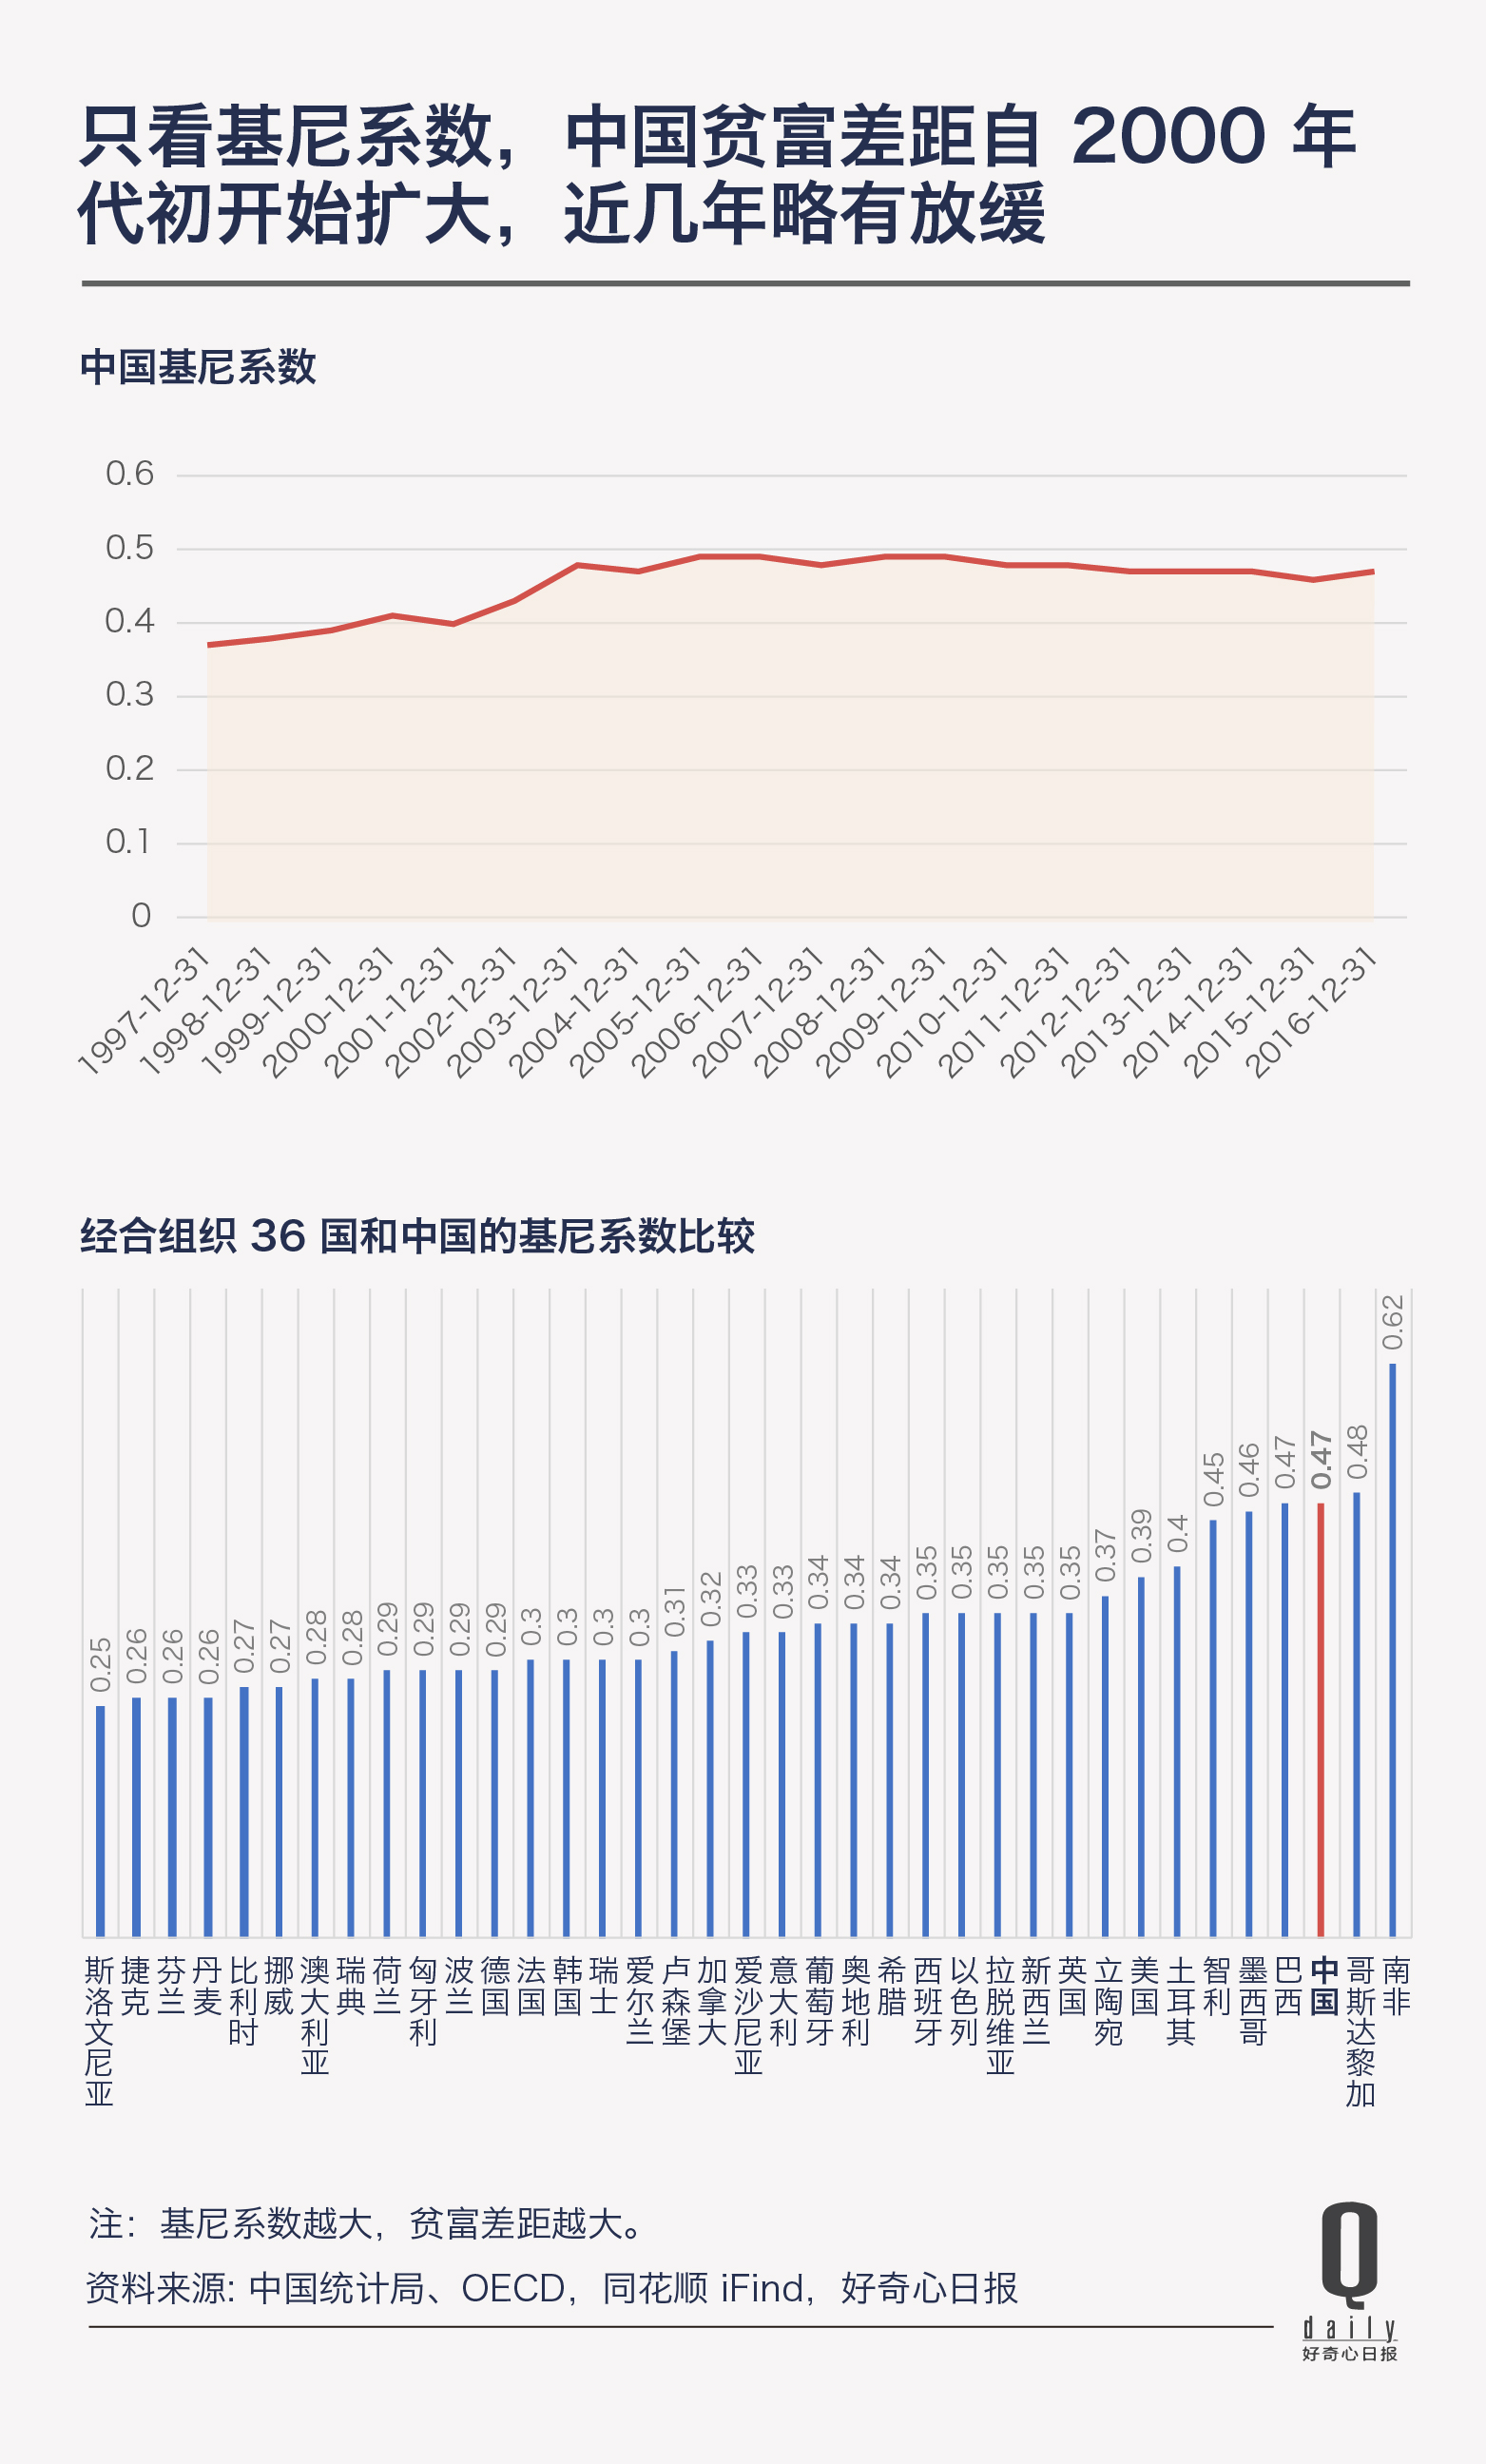 只看基尼系数，中国贫富差距自 2000 年
代初开始扩大，近几年略有放缓
中国基尼系数
0.6
0.5
0.4
0.3
0.2
0.1
0
1997-12-31
1998-12-31
1999-12-31
2000-12-31
2001-12-31
2002-12-31
2003-12-31
2004-12-31
2005-12-31
2006-12-31
2007-12-31
2008-12-31
2009-12-31
2010-12-31
2011-12-31
2012-12-31
2013-12-31
2014-12-31
2015-12-31
2016-12-31
经合组织 36 国和中国的基尼系数比较
0.25
0.26
0.26
0.26
0.27
0.27
0.28
0.28
0.29
0.29
0.29
0.29
0.3
0.3
0.3
0.3
0.31
0.32
0.33
0.33
0.34
0.34
0.34
0.35
0.35
0.35
0.35
0.35
0.37
0.39
0.4
0.45
0.46
0.47
0.47
0.48
0.62
斯洛文尼亚
捷克
芬兰
丹麦
比利时
挪威
澳大利亚
瑞典
荷兰
匈牙利
波兰
德国
法国
韩国
瑞士
爱尔兰
卢森堡
加拿大
爱沙尼亚
意大利
葡萄牙
奥地利
希腊
西班牙
以色列
拉脱维亚
新西兰
英国
立陶宛
美国
土耳其
智利
墨西哥
巴西
中国
哥斯达黎加
南非
注：基尼系数越大，贫富差距越大。
资料来源: 中国统计局、OECD，同花顺 iFind，好奇心日报
Q
daily
好奇心日报